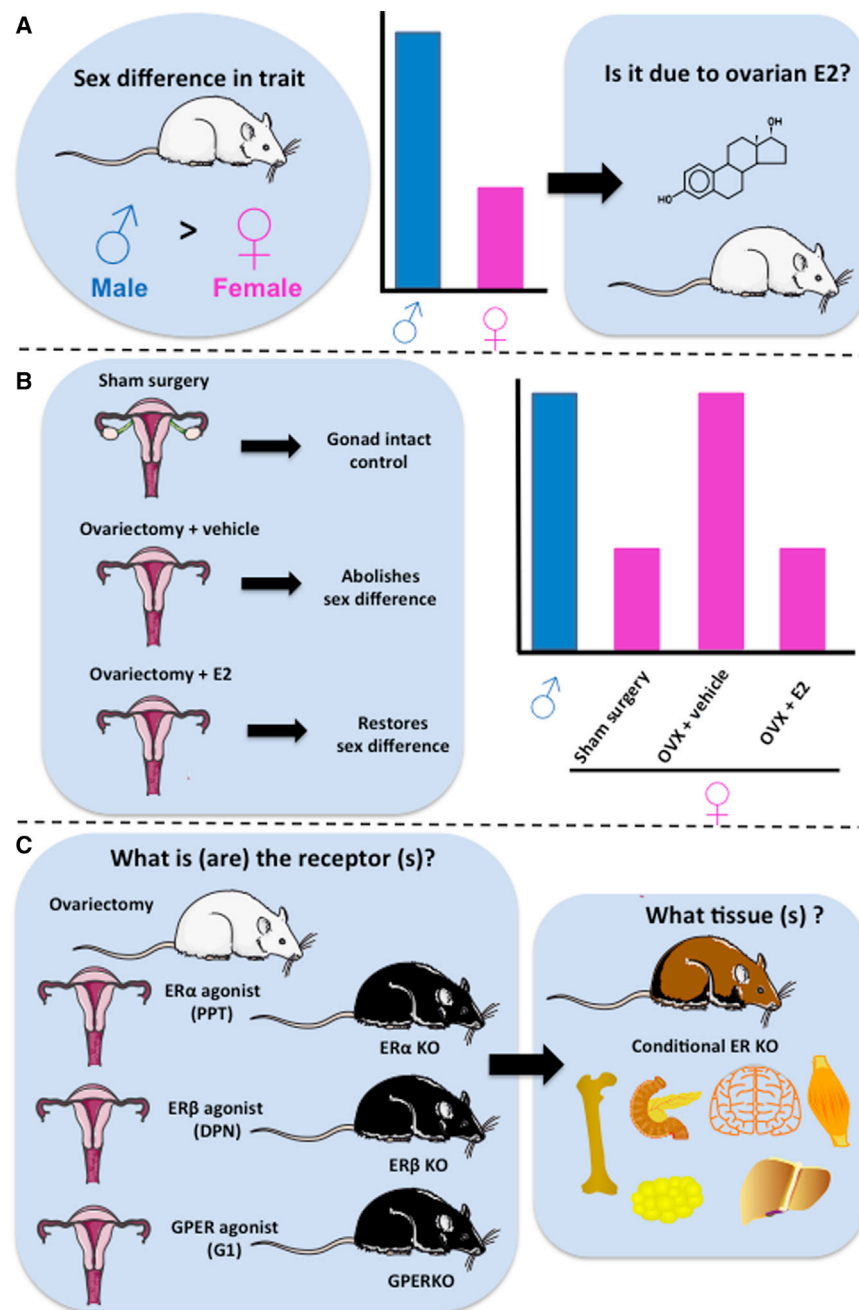 A
Sex difference in trait
♂ > ♀
Male Female
♂ ♀
Is it due to ovarian E2?
OH
HO
B
Sham surgery
Gonad intact
control
Ovariectomy + vehicle
Abolishes
sex difference
Ovariectomy + E2
Restores
sex difference
♂
Sham surgery
OVX + vehicle
OVX + E2
♀
C
What is (are) the receptor (s)?
Ovariectomy
ERα agonist
(PPT)
ERα KO
ERβ agonist
(DPN)
ERβ KO
GPER agonist
(G1)
GPERKO
What tissue (s) ?
Conditional ER KO